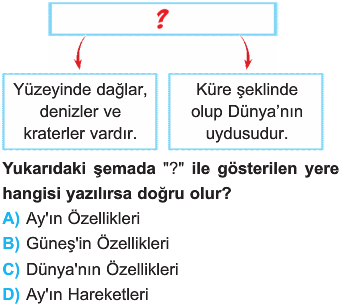 ?
Yüzeyinde dağlar,
denizler ve
kraterler vardır.
Küre şeklinde
olup Dünya'nın
uydusudur.
Yukarıdaki şemada "?" ile gösterilen yere
hangisi yazılırsa doğru olur?
A) Ay'ın Özellikleri
B) Güneş'in Özellikleri
C) Dünya'nın Özellikleri
D) Ay'ın Hareketleri